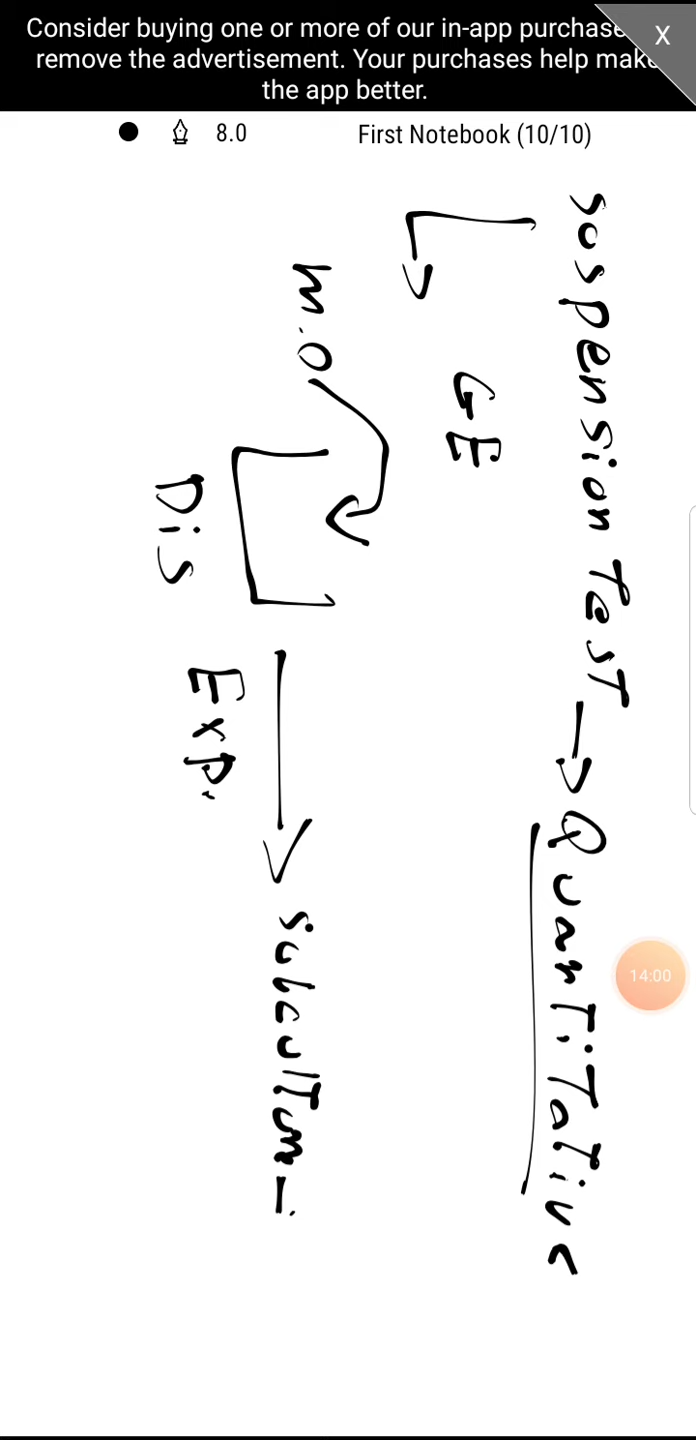 Consider buying one or more of our in-app purchase
remove the advertisement. Your purchases help make
the app better.
X
8.0 First Notebook (10/10)
Suspension Test → Quantitative
GE
m.o
Dis
Exp.
14:00